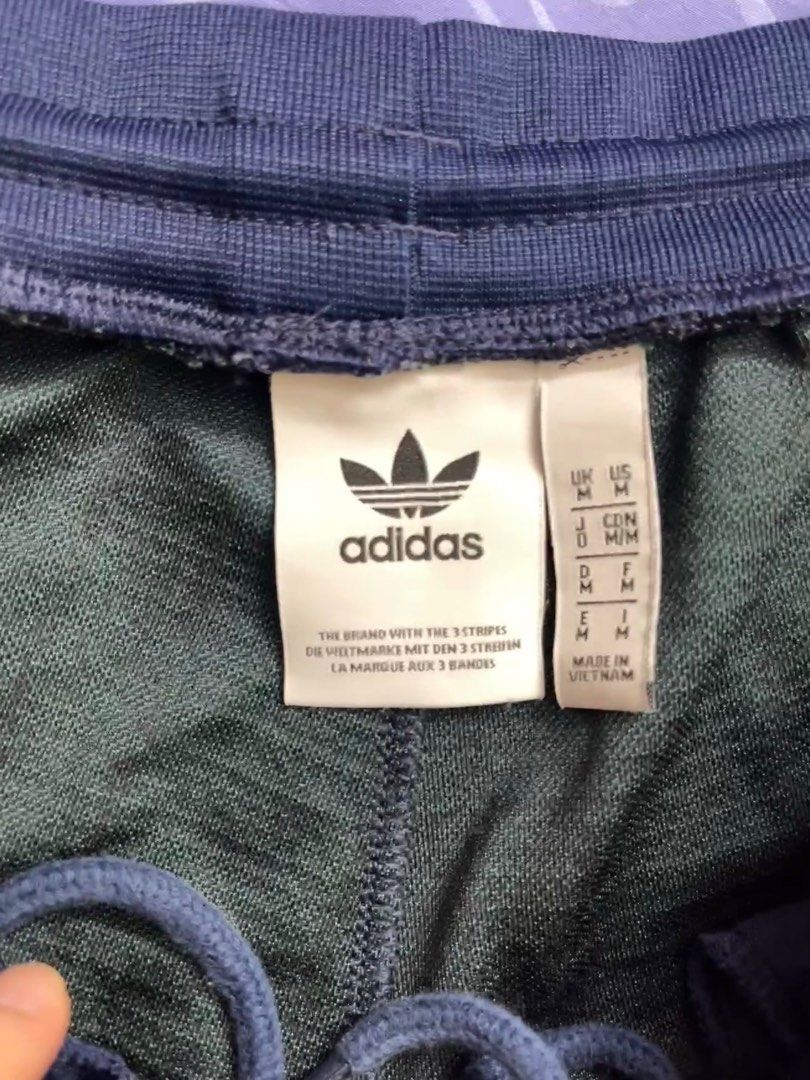 adidas
THE BRAND WITH THE 3 STRIPES
DIE WELTMARKE MIT DEN 3 STREIFEN
LA MARQUE AUX 3 BANDES
UK US
M M
J CDN
O M/M
D F
M M
E I
M M
MADE IN
VIETNAM